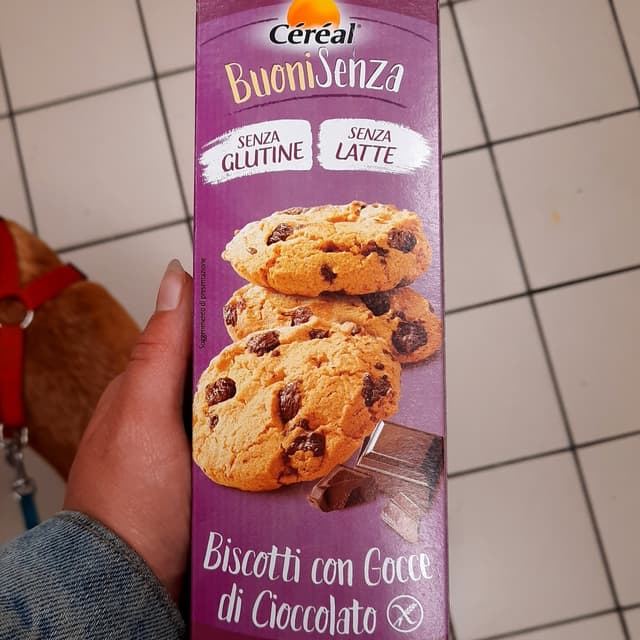 Céréal
BuoniSenza
SENZA
GLUTINE
SENZA
LATTE
Suggerimento di presentazione
Biscotti con Gocce
di Cioccolato